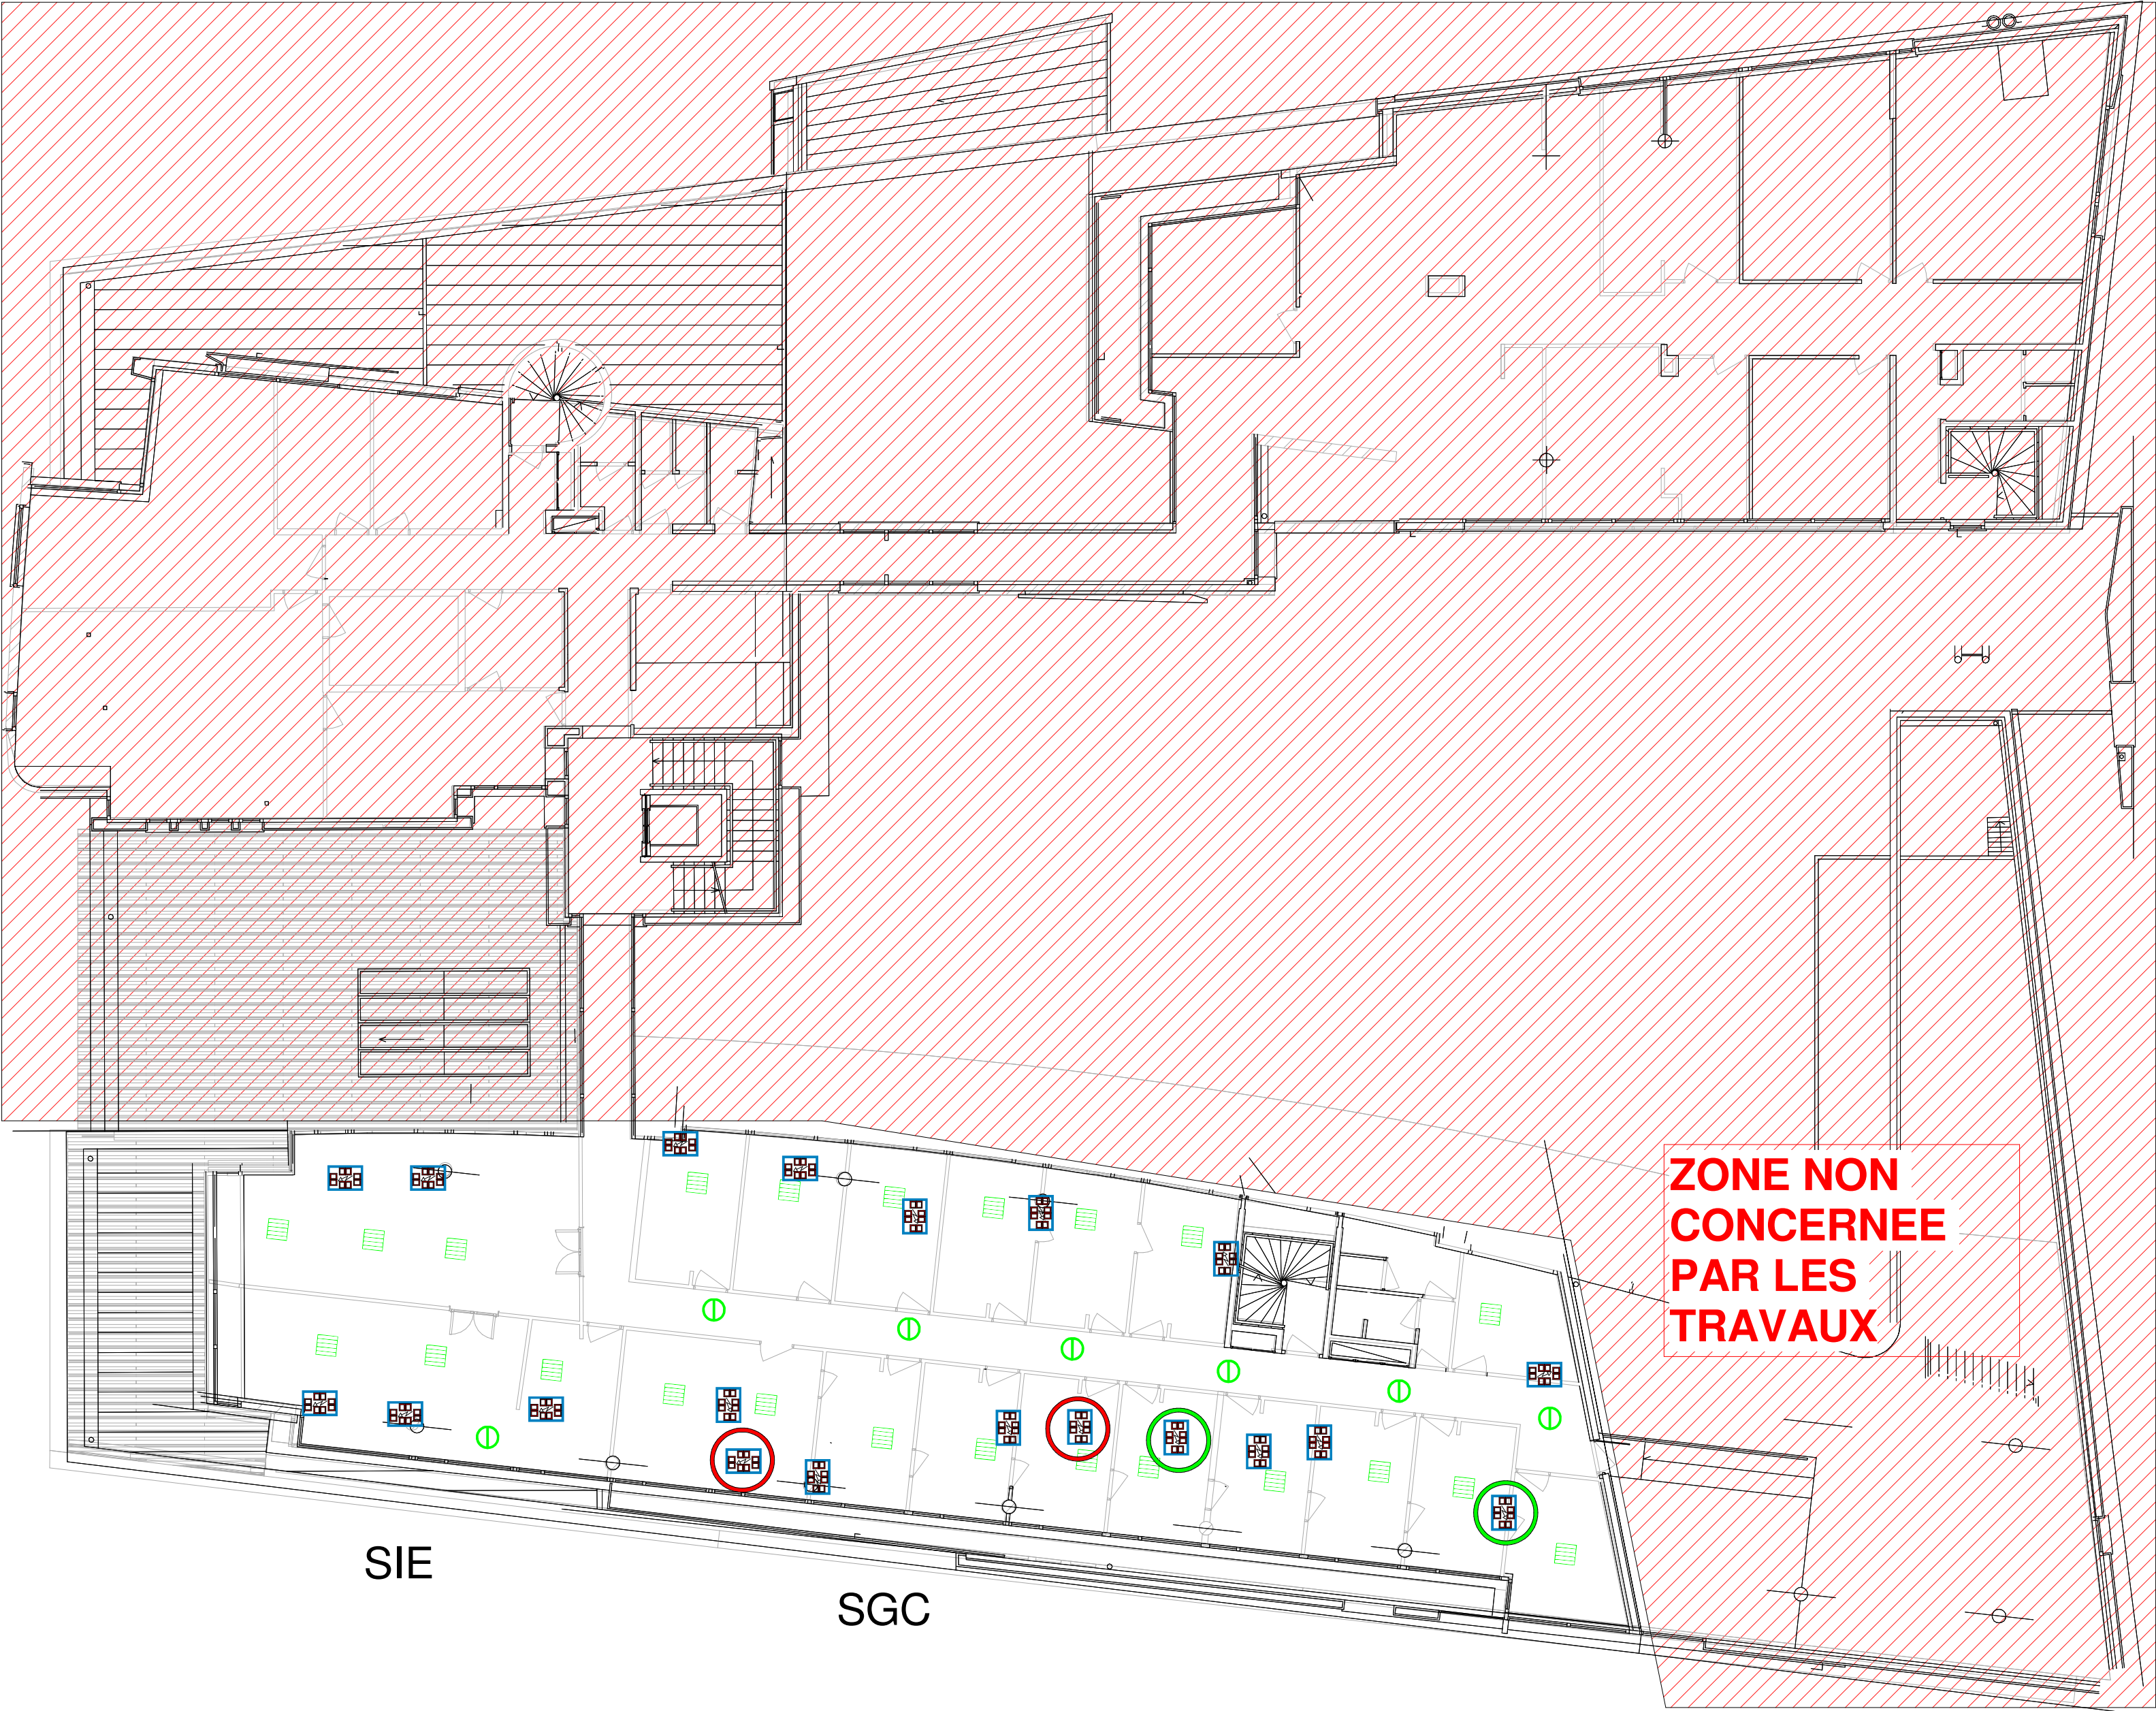 ZONE NON
CONCERNEE
PAR LES
TRAVAUX
SIE
SGC